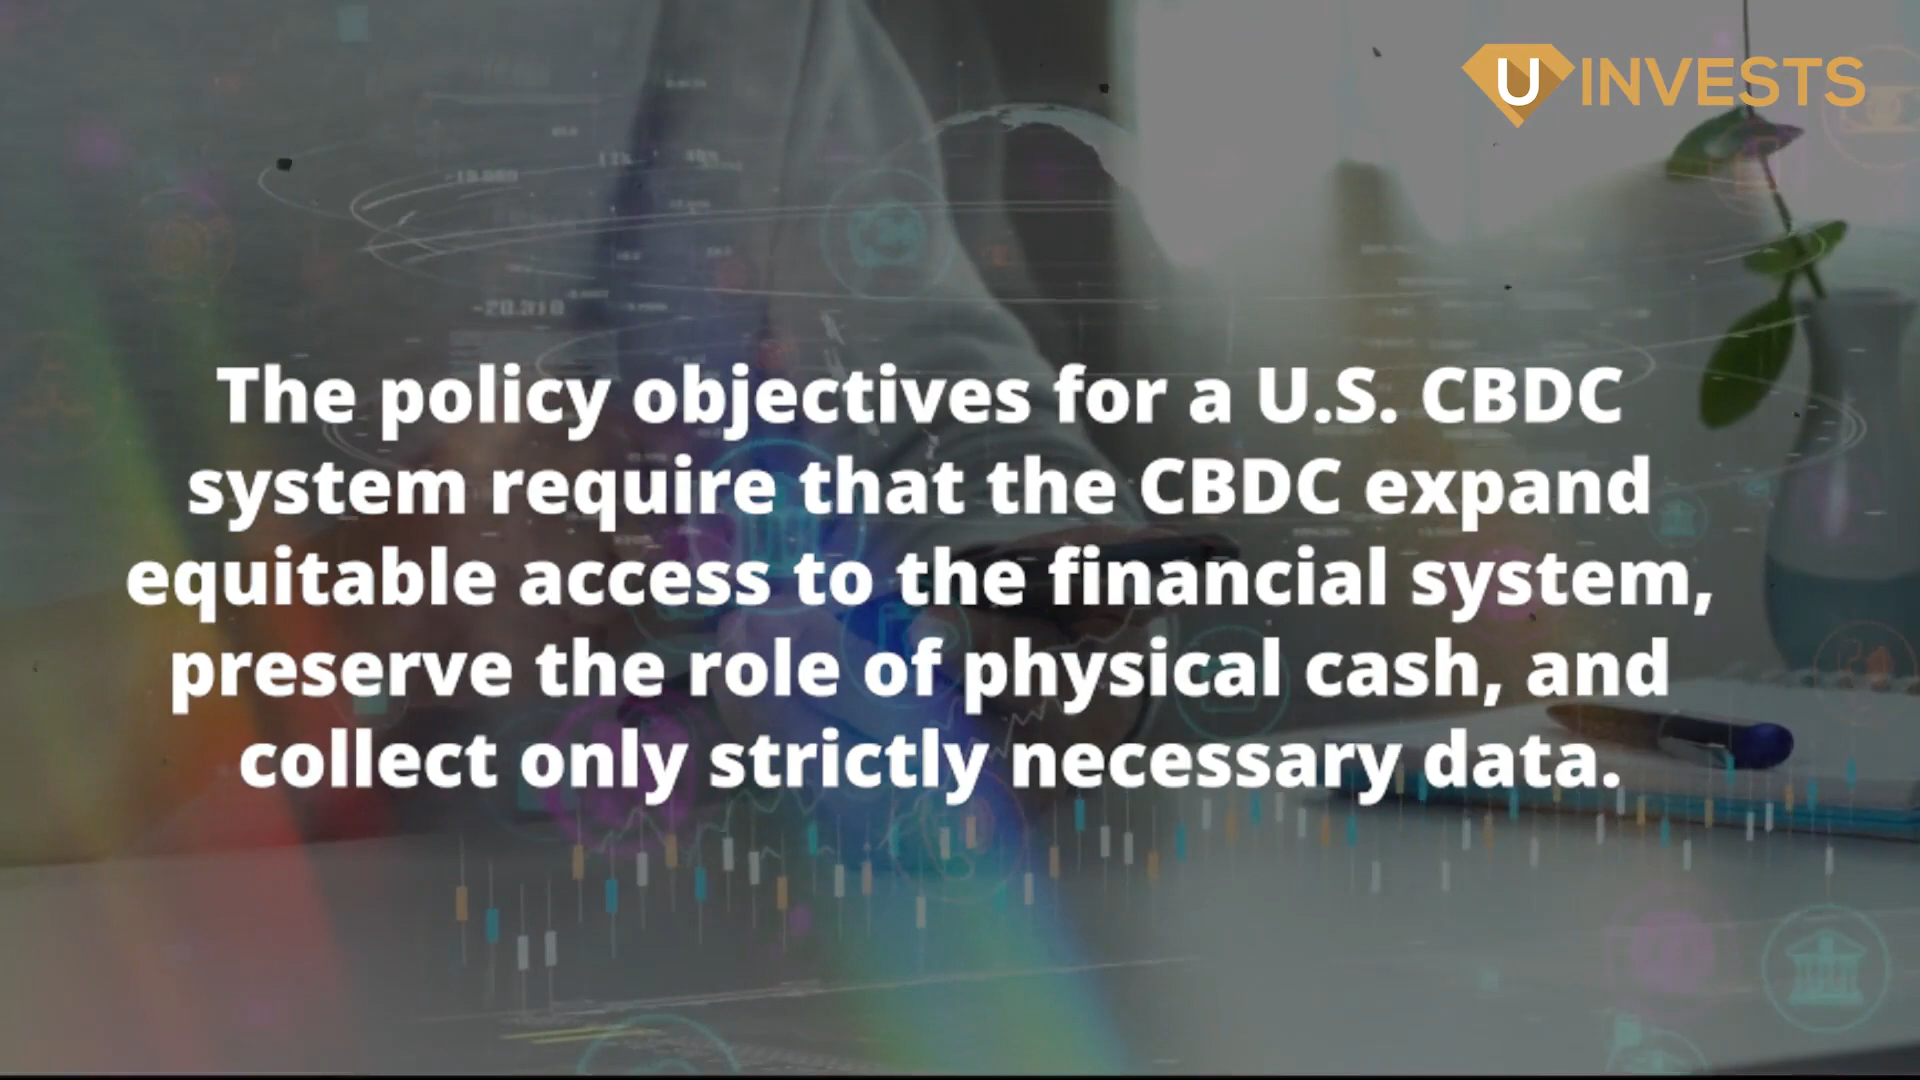 U INVESTS
The policy objectives for a U.S. CBDC
system require that the CBDC expand
equitable access to the financial system,
preserve the role of physical cash, and
collect only strictly necessary data.